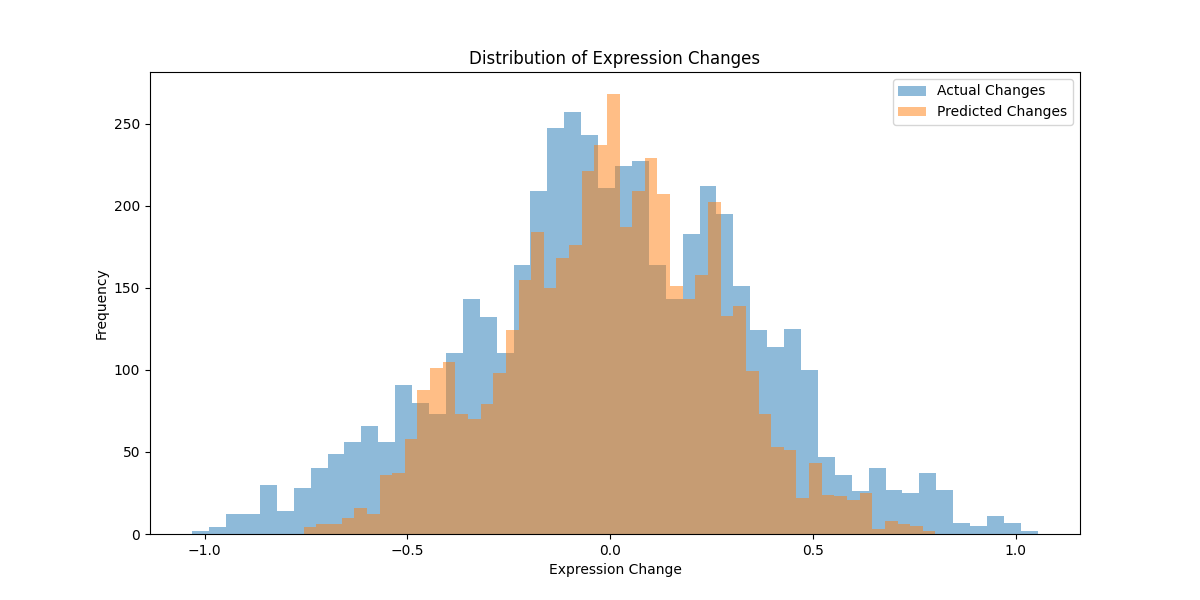 Distribution of Expression Changes
Actual Changes
Predicted Changes
Frequency
250
200
150
100
50
0
−1.0
−0.5
0.0
0.5
1.0
Expression Change